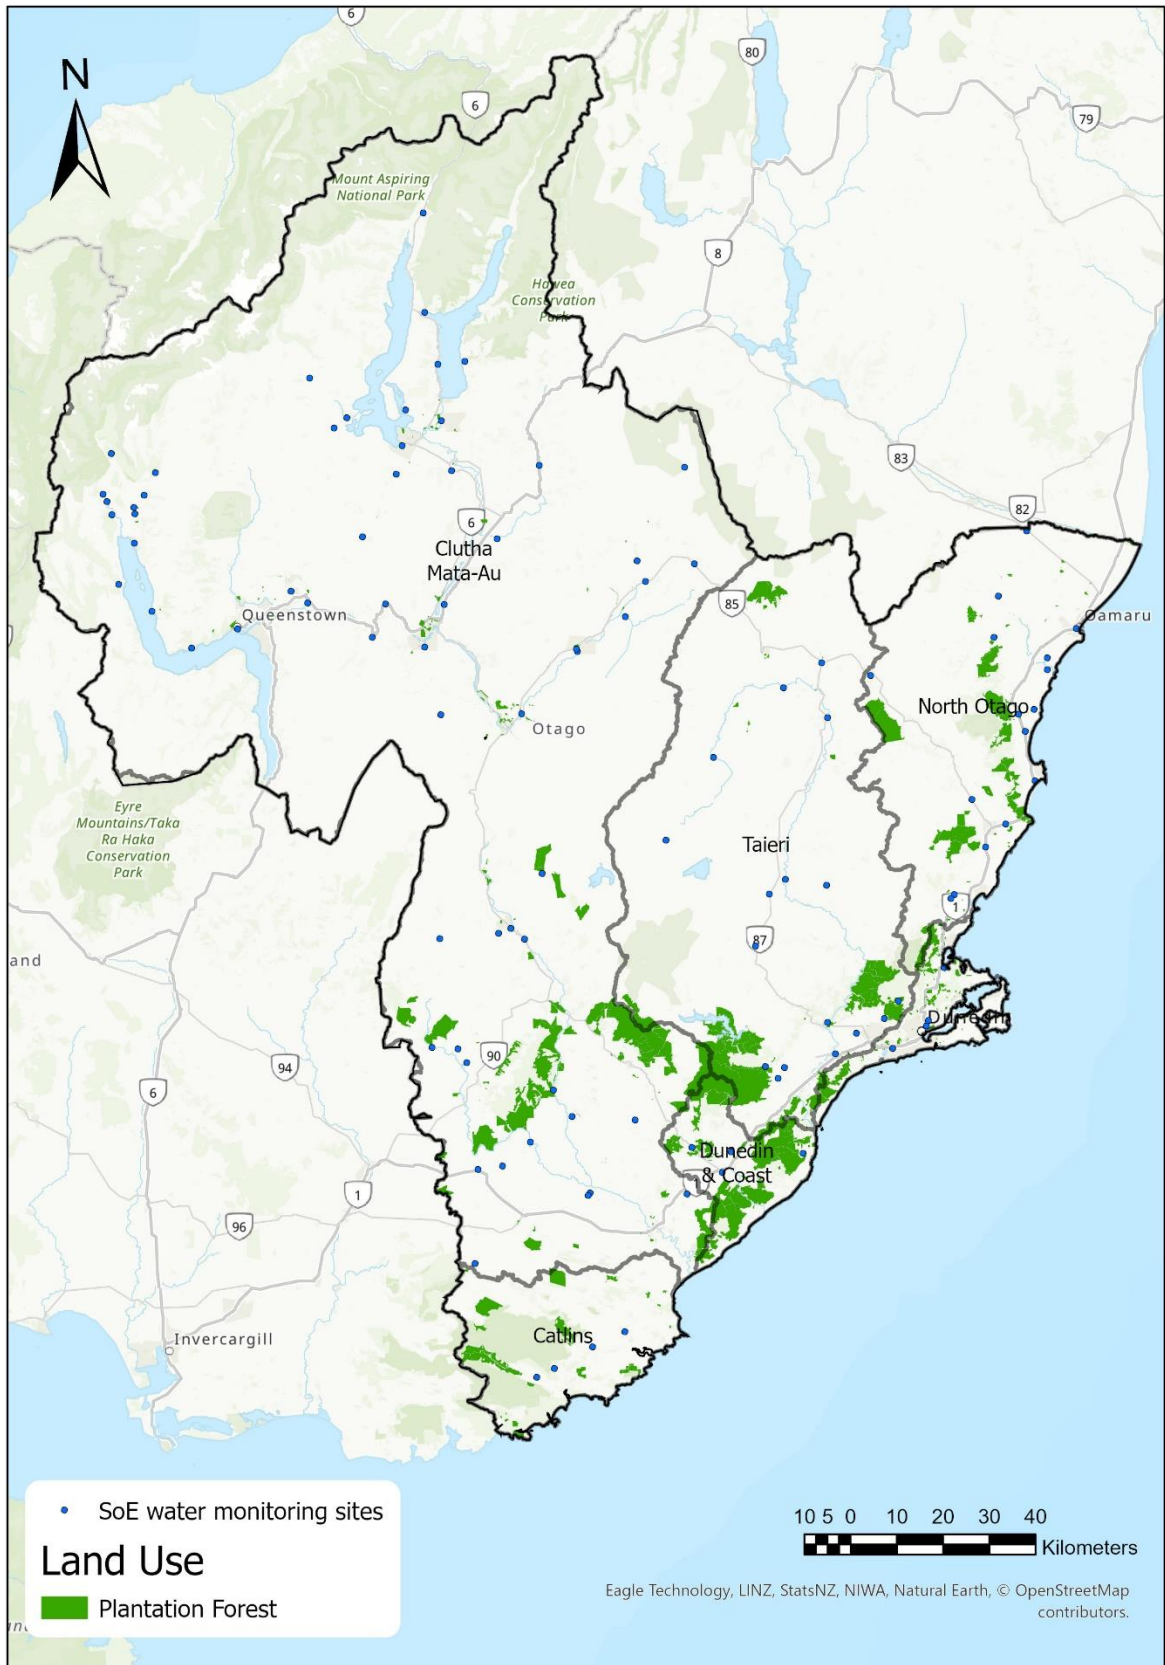 6
80
N
6
79
Mount Aspiring
National Park
8
Hawea
Conservation
Park
83
82
6
Clutha
Mata-Au
85
Queenstown
Oamaru
North Otago
Otago
Eyre
Mountains/Taka
Ra Haka
Conservation
Park
Taieri
1
87
and
Dunedin
90
94
6
Dunedin
& Coast
1
1
96
Catlins
Invercargill
SoE water monitoring sites
Land Use
Plantation Forest
10 5 0 10 20 30 40
Kilometers
Eagle Technology, LINZ, StatsNZ, NIWA, Natural Earth, © OpenStreetMap
contributors.